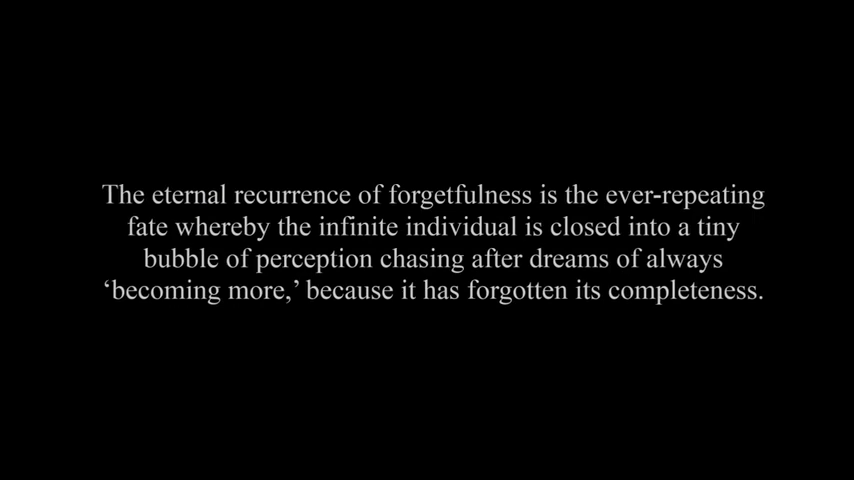 The eternal recurrence of forgetfulness is the ever-repeating
fate whereby the infinite individual is closed into a tiny
bubble of perception chasing after dreams of always
‘becoming more,’ because it has forgotten its completeness.